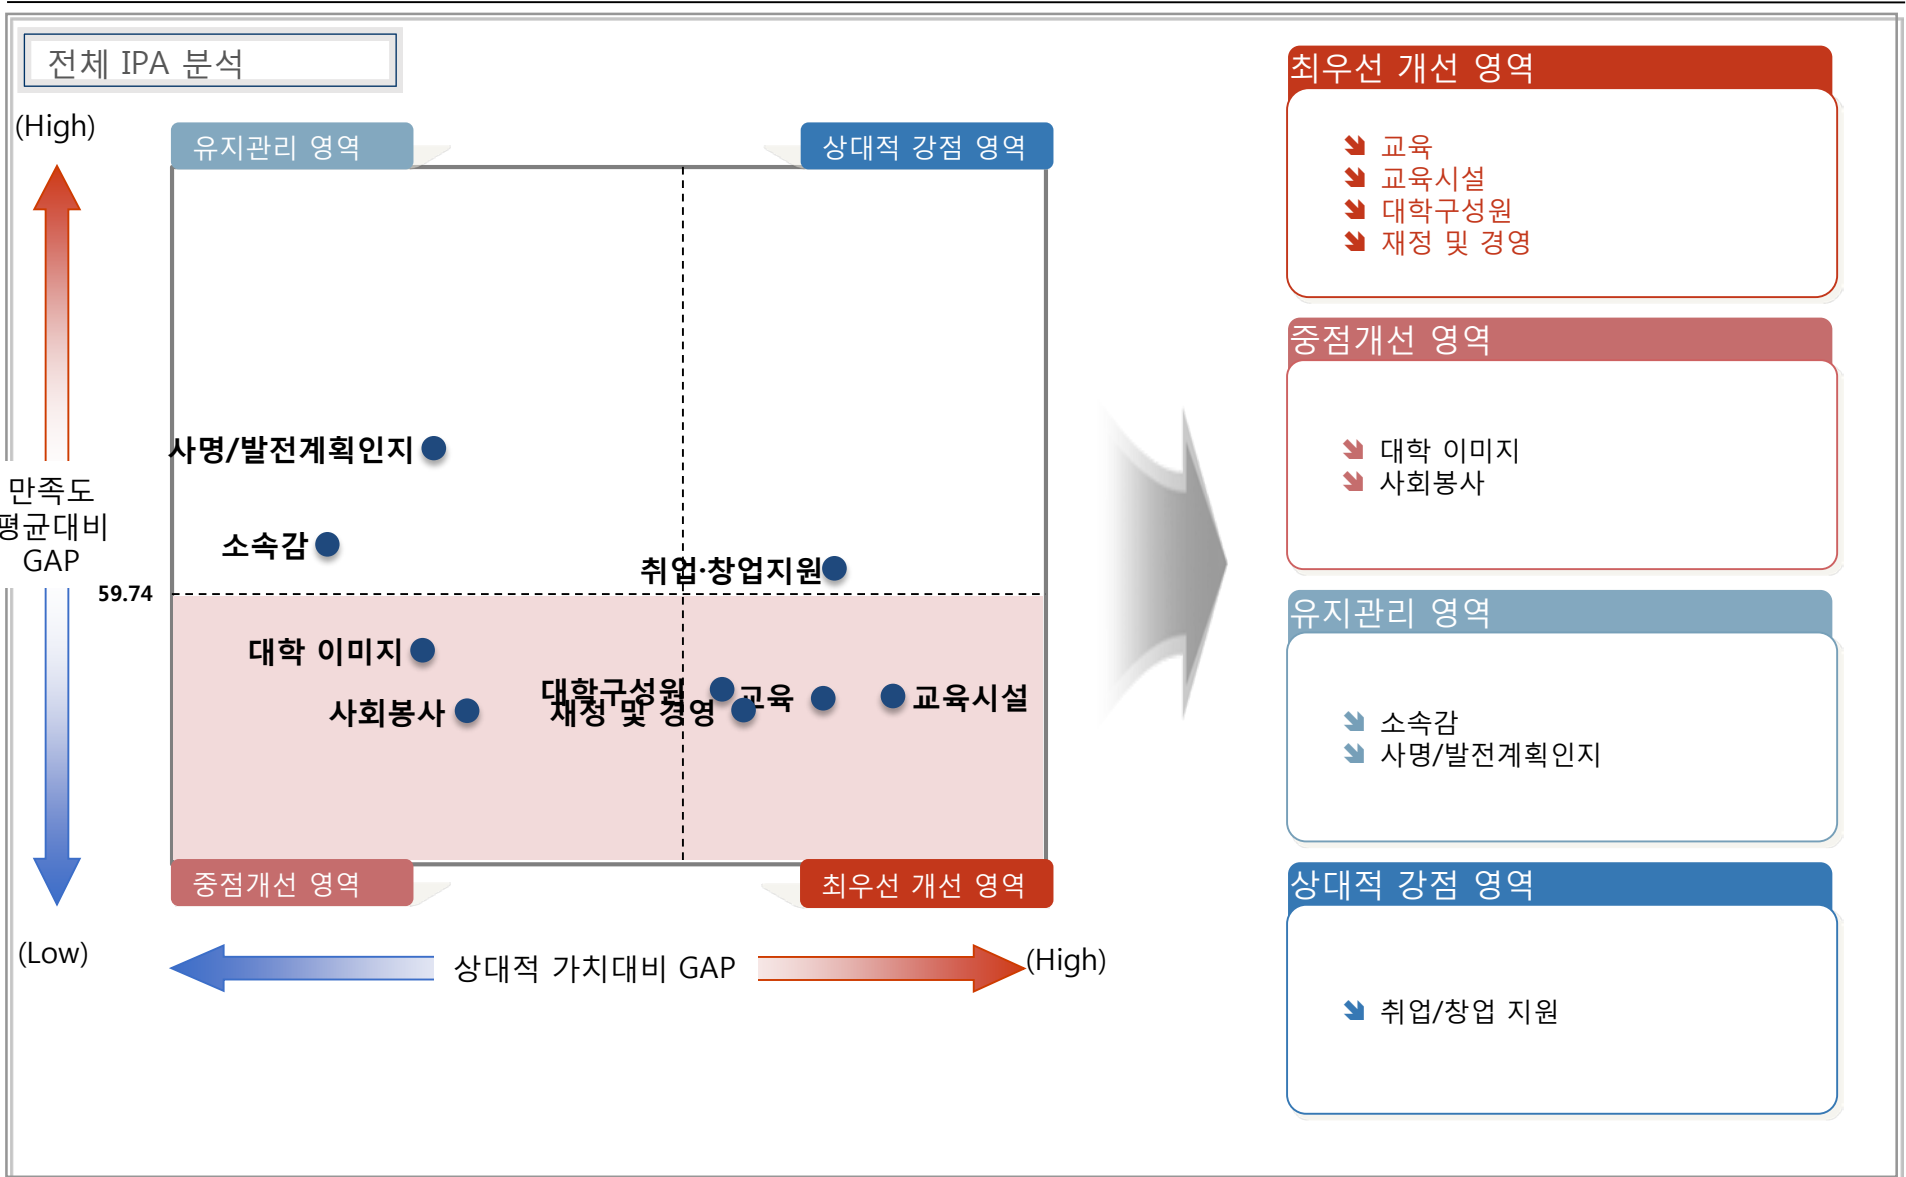 전체 IPA 분석
(High)
유지관리 영역
상대적 강점 영역
사명/발전계획인지
만족도
평균대비
GAP
소속감
취업·창업지원
59.74
대학 이미지
대학구성원
교육
교육시설
사회봉사
재정 및 경영
중점개선 영역
최우선 개선 영역
(Low)
상대적 가치대비 GAP
(High)
최우선 개선 영역
교육
교육시설
대학구성원
재정 및 경영
중점개선 영역
대학 이미지
사회봉사
유지관리 영역
소속감
사명/발전계획인지
상대적 강점 영역
취업/창업 지원